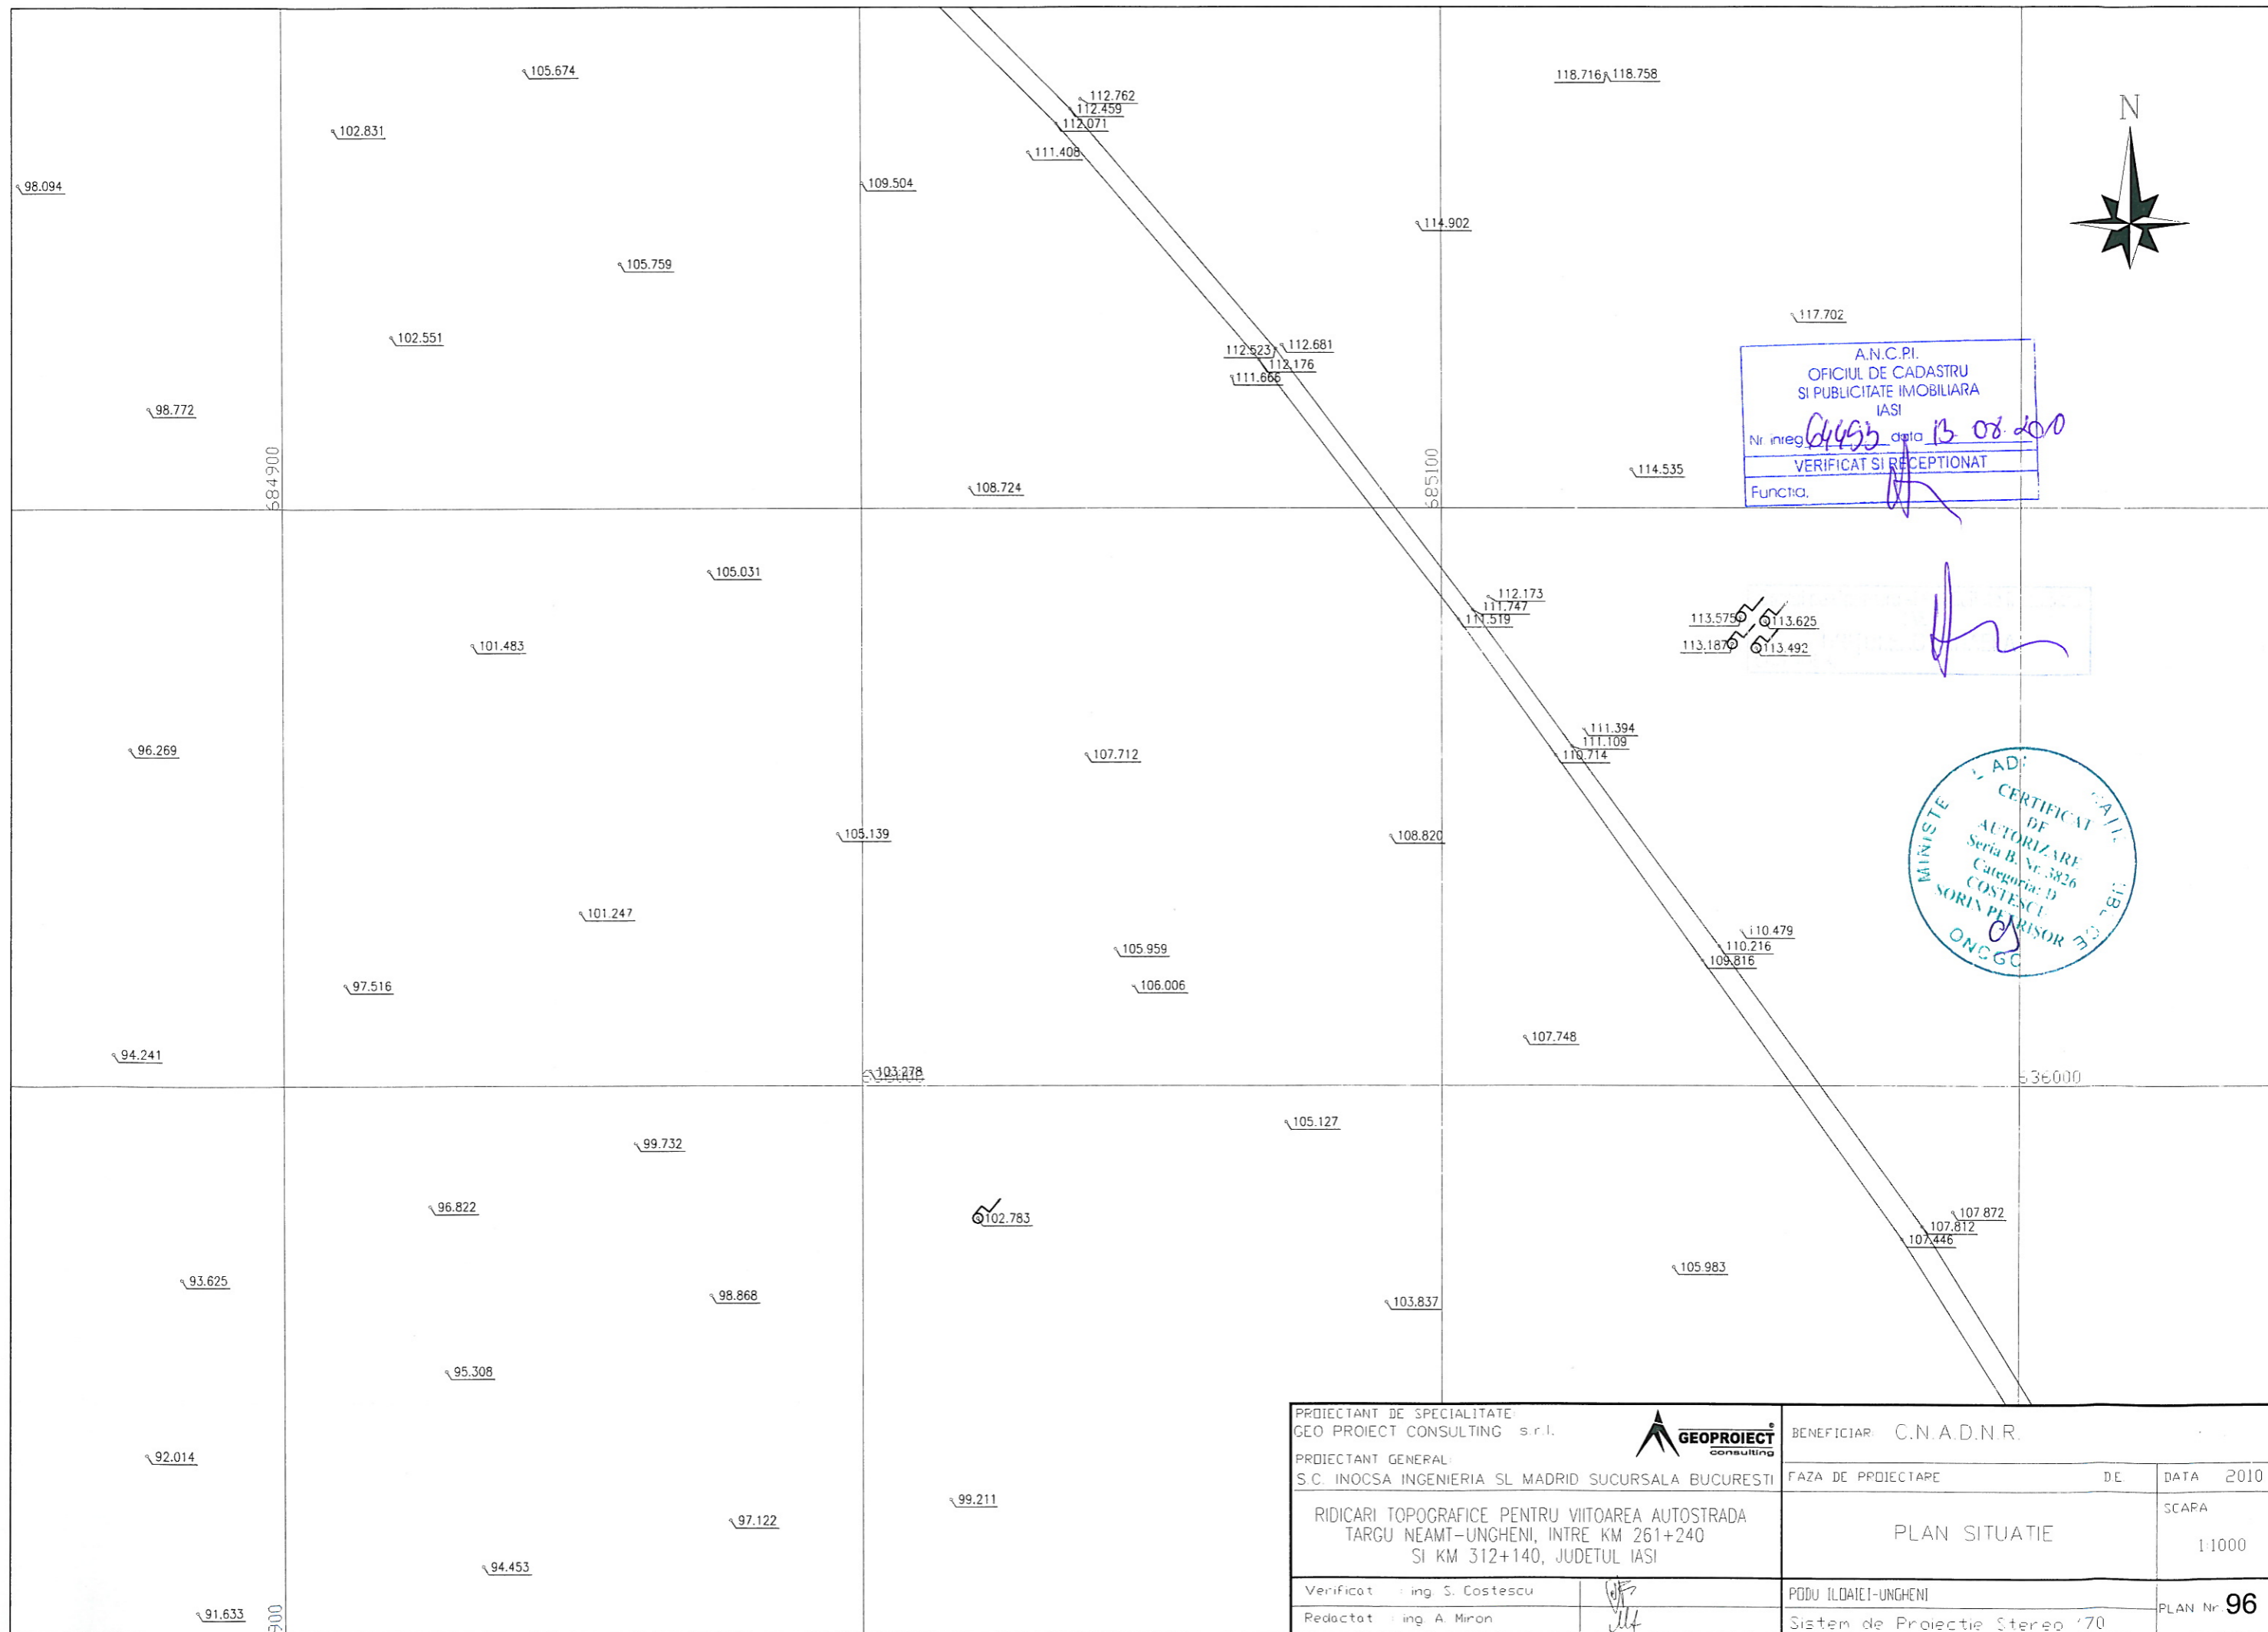 105.674
118.716 118.758
112.762
112.459
112.071
102.831
N
111.408
98.094
109.504
114.902
105.759
117.702
102.551
112.523 112.681
112.176
111.665
A.N.C.P.I.
OFICIUL DE CADASTRU
SI PUBLICITATE IMOBILIARA
IASI
Nr. inreg data
VERIFICAT SI RECEPTIONAT
Functia.
98.772
684900
685100
114.535
108.724
105.031
112.173
111.747
111.519
113.575 113.625
113.187 113.492
101.483
111.394
111.109
110.714
96.269
107.712
105.139
108.820
CERTIFICAT
DE
AUTORIZARE
Seria B. Nr. 3826
Categoria: D
COSTESCU
SORIN PETRISOR
MINISTE
ONCGC
101.247
110.479
110.216
109.816
105.959
106.006
97.516
107.748
94.241
103.278
636000
105.127
99.732
96.822
102.783
107.872
107.812
107.446
105.983
93.625
98.868
103.837
95.308
92.014
99.211
97.122
94.453
91.633
PROIECTANT DE SPECIALITATE:
GEO PROIECT CONSULTING s.r.l.
GEOPROIECT
consulting
PROIECTANT GENERAL:
S.C. INOCSA INGENIERIA SL MADRID SUCURSALA BUCURESTI
RIDICARI TOPOGRAFICE PENTRU VIITOAREA AUTOSTRADA
TARGU NEAMT-UNGHENI, INTRE KM 261+240
SI KM 312+140, JUDETUL IASI
Verificat : ing. S. Costescu
Redactat : ing. A. Miron
BENEFICIAR: C.N.A.D.N.R.
FAZA DE PROIECTARE D.E. DATA 2010
PLAN SITUATIE
SCARA
1:1000
PODU ILOAIEI-UNGHENI
Sistem de Proiectie Stereo '70
PLAN Nr. 96